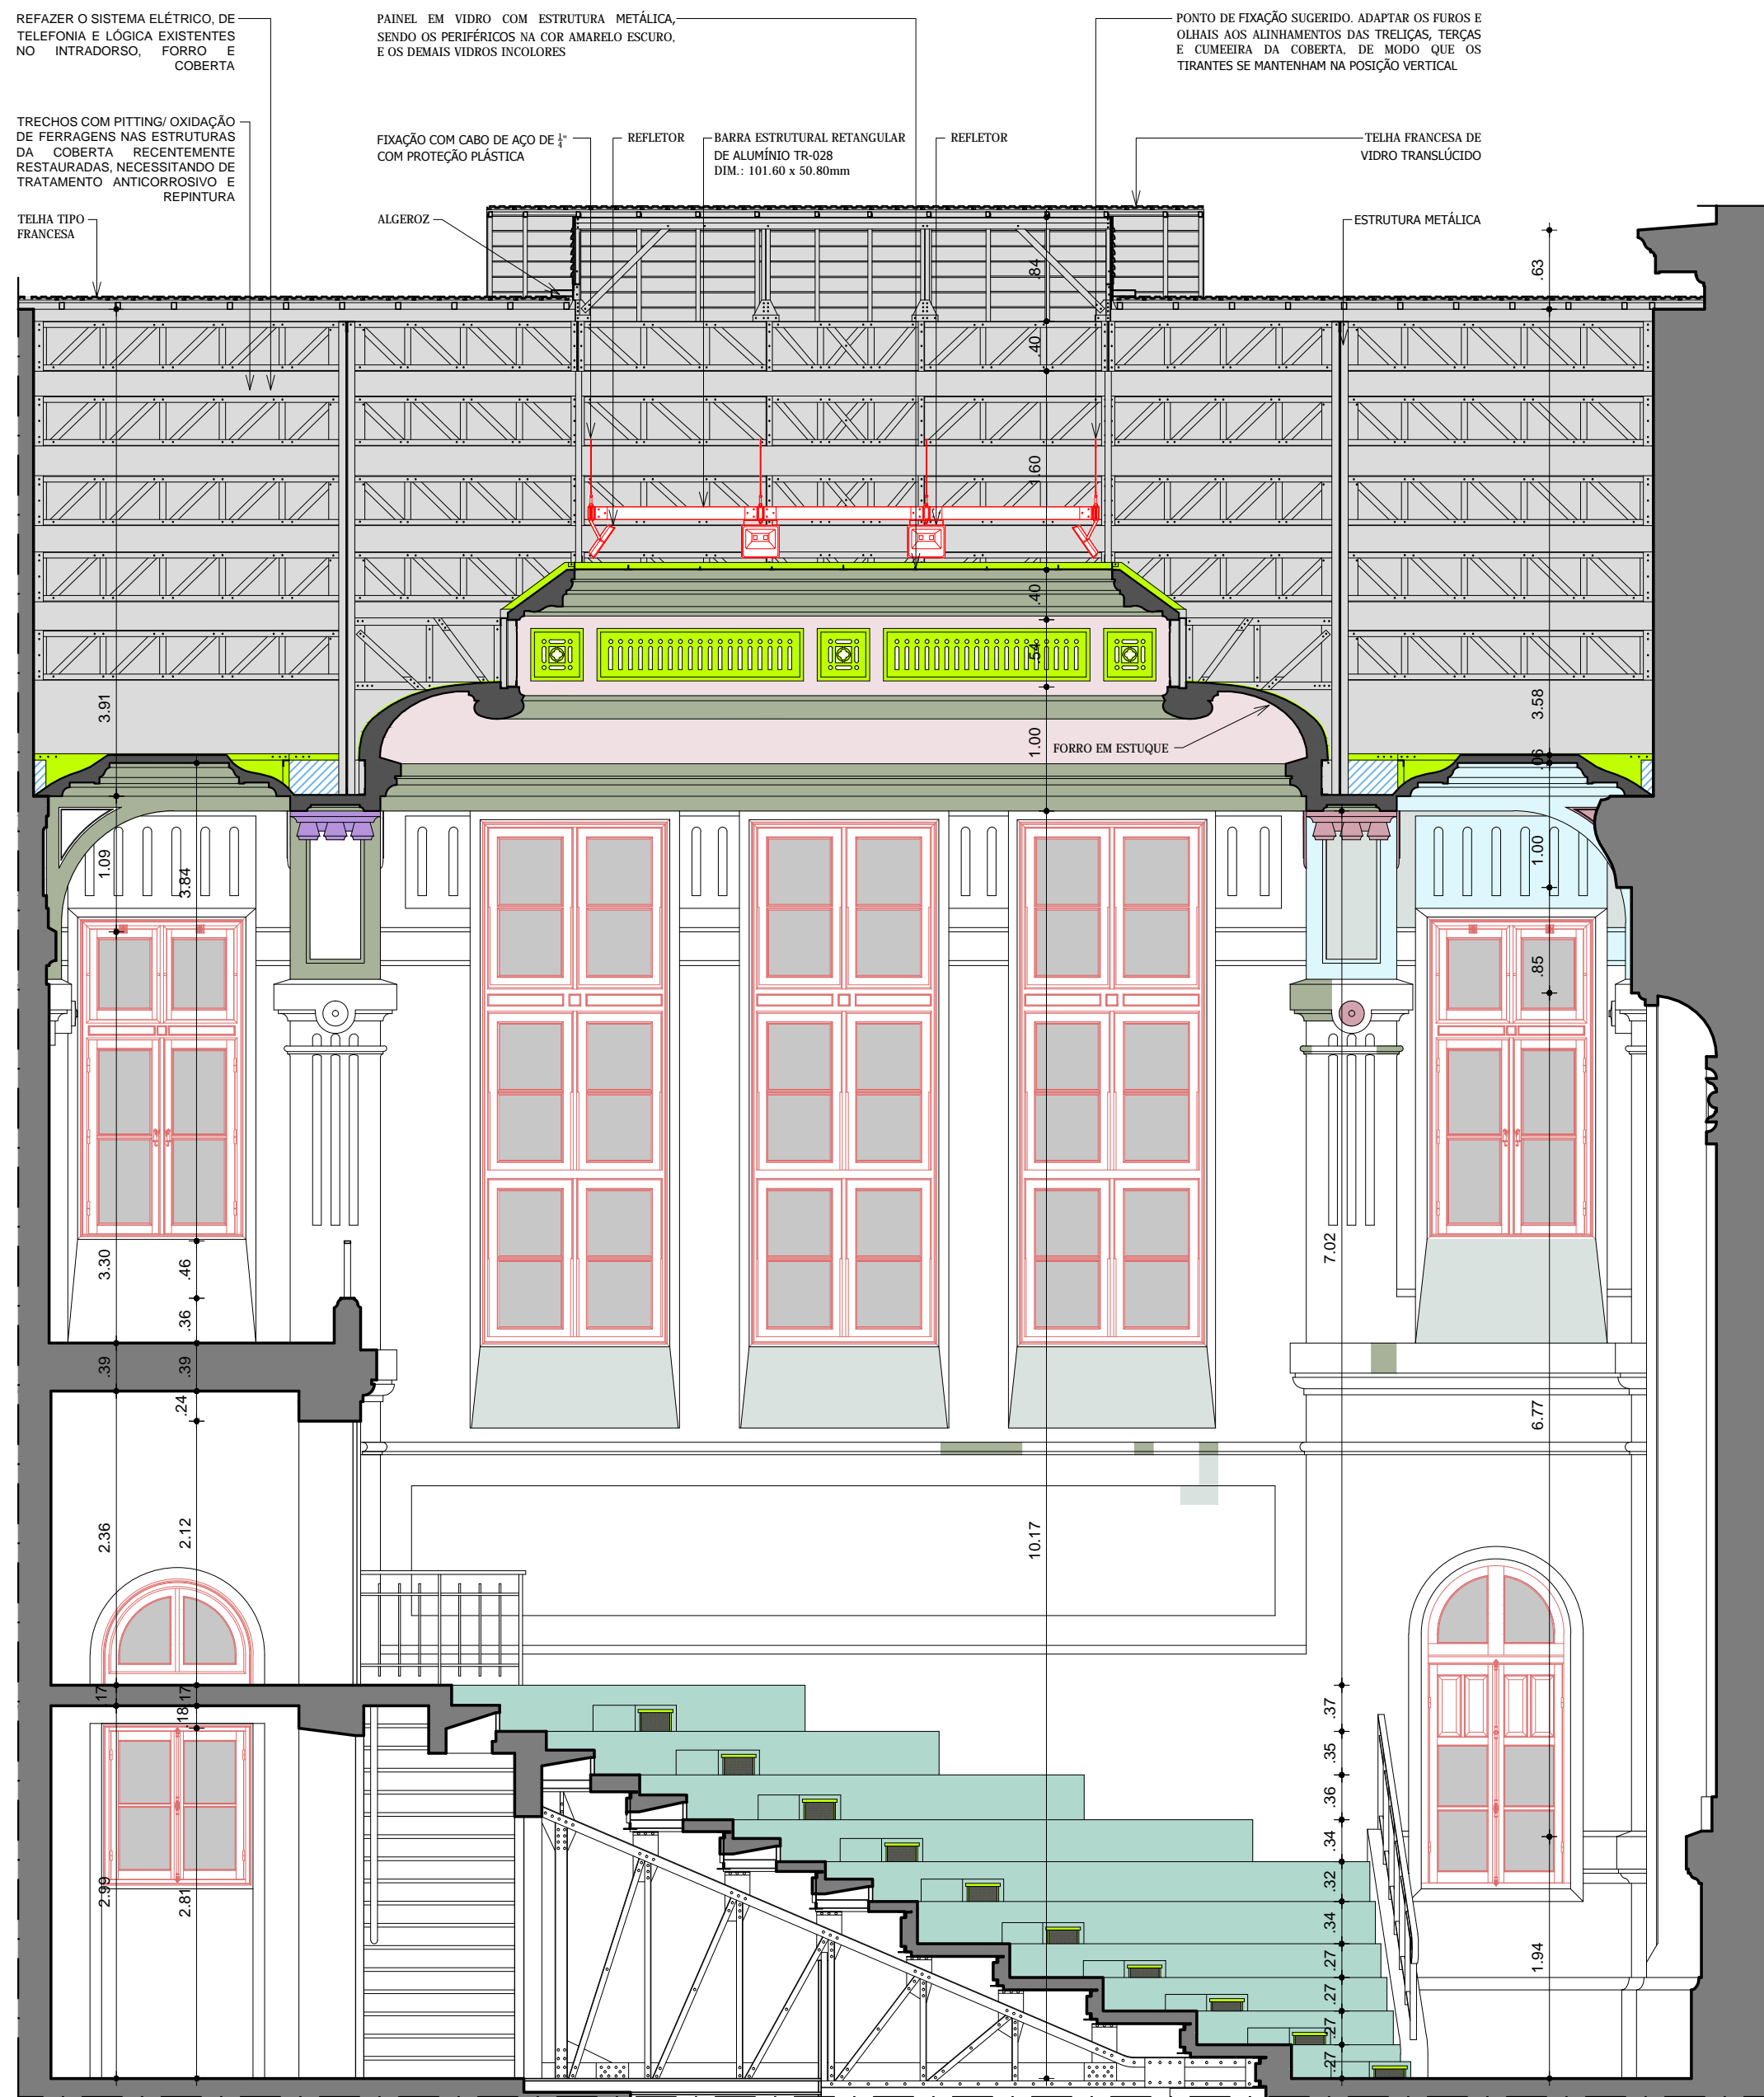 REFAZER O SISTEMA ELÉTRICO, DE
TELEFONIA E LÓGICA EXISTENTES
NO INTRADORSO, FORRO E
COBERTA
PAINEL EM VIDRO COM ESTRUTURA METÁLICA,
SENDO OS PERIFÉRICOS NA COR AMARELO ESCURO,
E OS DEMAIS VIDROS INCOLORES
PONTO DE FIXAÇÃO SUGERIDO. ADAPTAR OS FUROS E
OLHAIS AOS ALINHAMENTOS DAS TRELIÇAS, TERÇAS
E CUMEEIRA DA COBERTA, DE MODO QUE OS
TIRANTES SE MANTENHAM NA POSIÇÃO VERTICAL
TRECHOS COM PITTING/ OXIDAÇÃO
DE FERRAGENS NAS ESTRUTURAS
DA COBERTA RECENTEMENTE
RESTAURADAS, NECESSITANDO DE
TRATAMENTO ANTICORROSIVO E
REPINTURA
FIXAÇÃO COM CABO DE AÇO DE 1/4"
COM PROTEÇÃO PLÁSTICA
REFLETOR
BARRA ESTRUTURAL RETANGULAR
DE ALUMÍNIO TR-028
DIM.: 101.60 x 50.80mm
REFLETOR
TELHA FRANCESA DE
VIDRO TRANSLÚCIDO
TELHA TIPO
FRANCESA
ALGEROZ
ESTRUTURA METÁLICA
.84
.63
.40
1.60
.40
.54
3.91
3.58
1.00
FORRO EM ESTUQUE
.06
1.09
3.84
1.00
.85
3.30
.46
7.02
.36
.39
.39
.24
6.77
2.36
2.12
10.17
.17
.17
.18
.37
.35
.36
.34
2.99
2.81
.32
.34
.27
1.94
.27
.27
.27